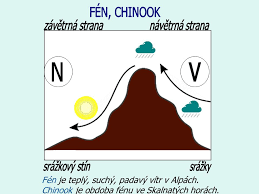 FÉN, CHINOOK
závětrná strana návětrná strana
N V
srážkový stín srážky
Fén je teplý, suchý, padavý vítr v Alpách.
Chinook je obdoba fénu ve Skalnatých horách.